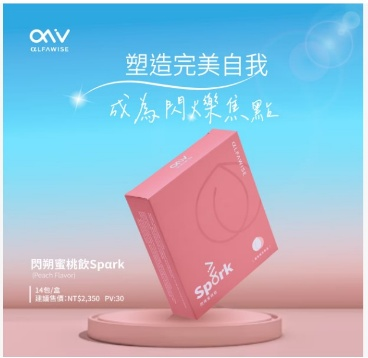 ALFAWISE
塑造完美自我
成為閃爍焦點
ALFAWISE
Spark
閃朔蜜桃飲Spark
(Peach Flavor)
14包/盒
建議售價:NT$2,350 PV:30